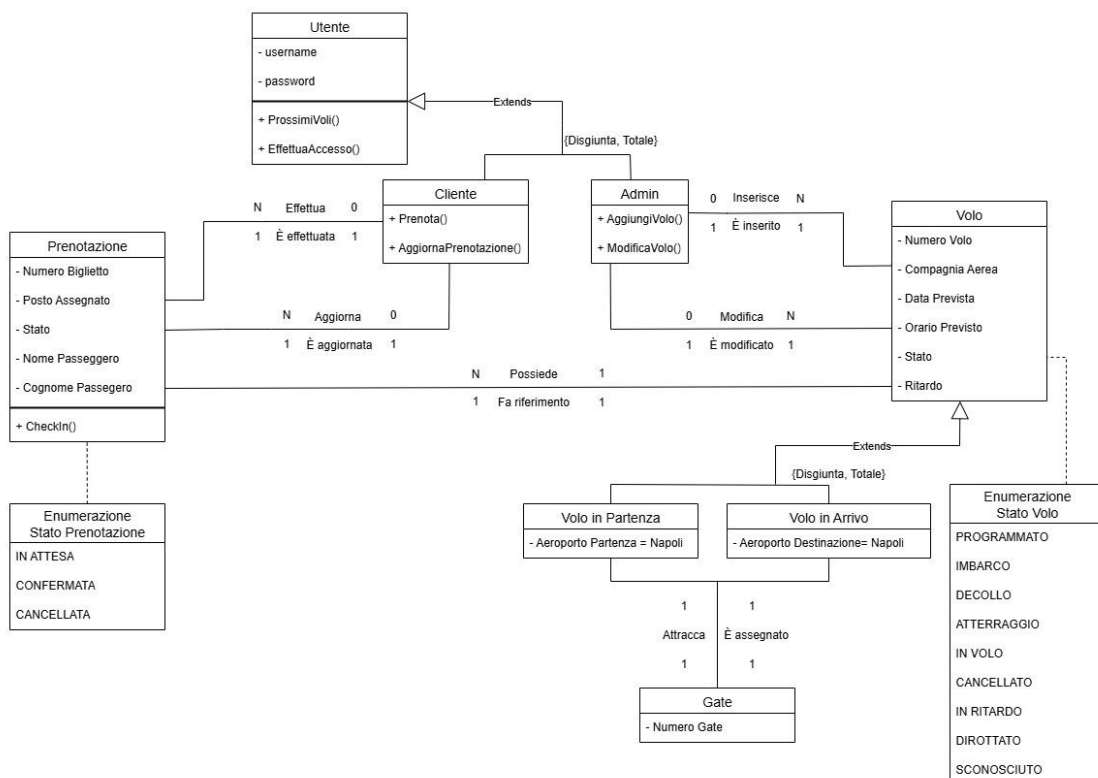 Utente
- username
- password
+ ProssimiVoli()
+ EffettuaAccesso()
Extends
{Disgiunta, Totale}
Cliente
+ Prenota()
+ AggiornaPrenotazione()
Admin
+ AggiungiVolo()
+ ModificaVolo()
N Effettua 0
1 È effettuata 1
0 Inserisce N
1 È inserito 1
Prenotazione
- Numero Biglietto
- Posto Assegnato
- Stato
- Nome Passeggero
- Cognome Passegero
+ CheckIn()
Volo
- Numero Volo
- Compagnia Aerea
- Data Prevista
- Orario Previsto
- Stato
- Ritardo
N Aggiorna 0
1 È aggiornata 1
0 Modifica N
1 È modificato 1
N Possiede 1
1 Fa riferimento 1
Extends
{Disgiunta, Totale}
Enumerazione
Stato Prenotazione
IN ATTESA
CONFERMATA
CANCELLATA
Volo in Partenza
- Aeroporto Partenza = Napoli
Volo in Arrivo
- Aeroporto Destinazione= Napoli
Enumerazione
Stato Volo
PROGRAMMATO
IMBARCO
DECOLLO
ATTERRAGGIO
IN VOLO
CANCELLATO
IN RITARDO
DIROTTATO
SCONOSCIUTO
1 1
Attracca È assegnato
1 1
Gate
- Numero Gate